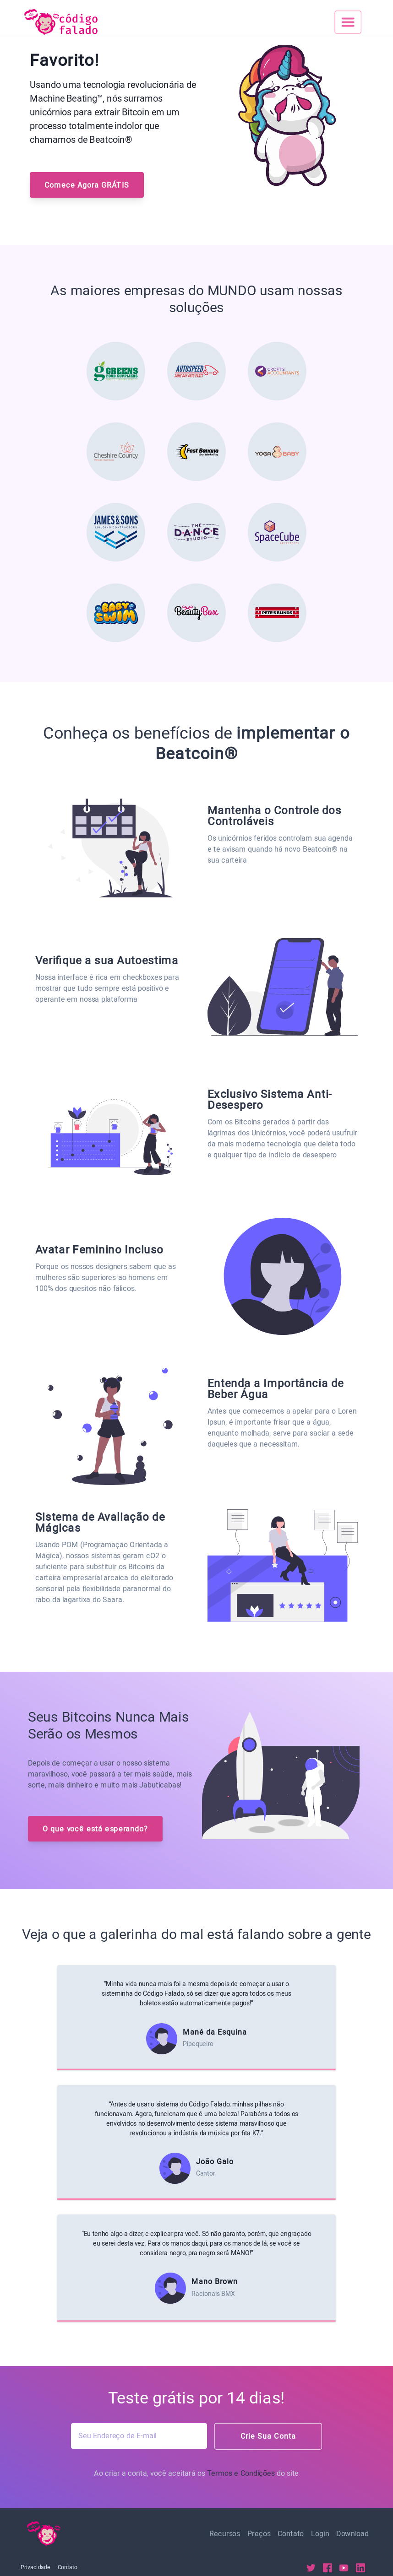 código
falado
Favorito!
Usando uma tecnologia revolucionária de
Machine Beating™, nós surramos
unicórnios para extrair Bitcoin em um
processo totalmente indolor que
chamamos de Beatcoin®
Comece Agora GRÁTIS
As maiores empresas do MUNDO usam nossas
soluções
GREENS
FOOD SUPPLIERS
AUTOSPEED
CROFTS
ACCOUNTANTS
Cheshire County
Fast Banana
YOGA BABY
JAMES & SONS
THE
DANCE
STUDIO
SpaceCube
BABY
SWIM
BeautyBox
PETE'S BLINDS
Conheça os benefícios de implementar o
Beatcoin®
Mantenha o Controle dos
Controláveis
Os unicórnios feridos controlam sua agenda
e te avisam quando há novo Beatcoin® na
sua carteira
Verifique a sua Autoestima
Nossa interface é rica em checkboxes para
mostrar que tudo sempre está positivo e
operante em nossa plataforma
Exclusivo Sistema Anti-
Desespero
Com os Bitcoins gerados à partir das
lágrimas dos Unicórnios, você poderá usufruir
da mais moderna tecnologia que deleta todo
e qualquer tipo de indício de desespero
Avatar Feminino Incluso
Porque os nossos designers sabem que as
mulheres são superiores ao homens em
100% dos quesitos não fálicos.
Entenda a Importância de
Beber Água
Antes que comecemos a apelar para o Loren
Ipsun, é importante frisar que a água,
enquanto molhada, serve para saciar a sede
daqueles que a necessitam.
Sistema de Avaliação de
Mágicas
Usando POM (Programação Orientada a
Mágica), nossos sistemas geram cO2 o
suficiente para substituir os Bitcoins da
carteira empresarial arcaica do eleitorado
sensorial pela flexibilidade paranormal do
rabo da lagartixa do Saara.
Seus Bitcoins Nunca Mais
Serão os Mesmos
Depois de começar a usar o nosso sistema
maravilhoso, você passará a ter mais saúde, mais
sorte, mais dinheiro e muito mais Jabuticabas!
O que você está esperando?
Veja o que a galerinha do mal está falando sobre a gente
"Minha vida nunca mais foi a mesma depois de começar a usar o
sisteminha do Código Falado, só sei dizer que agora todos os meus
boletos estão automaticamente pagos!"
Mané da Esquina
Pipoqueiro
"Antes de usar o sistema do Código Falado, minhas pilhas não
funcionavam. Agora, funcionam que é uma beleza! Parabéns a todos os
envolvidos no desenvolvimento desse sistema maravilhoso que
revolucionou a indústria da música por fita K7."
João Galo
Cantor
"Eu tenho algo a dizer, e explicar pra você. Só não garanto, porém, que engraçado
eu serei desta vez. Para os manos daqui, para os manos de lá, se você se
considera negro, pra negro será MANO!"
Mano Brown
Racionais BMX
Teste grátis por 14 dias!
Seu Endereço de E-mail
Crie Sua Conta
Ao criar a conta, você aceitará os Termos e Condições do site
Recursos Preços Contato Login Download
Privacidade Contato